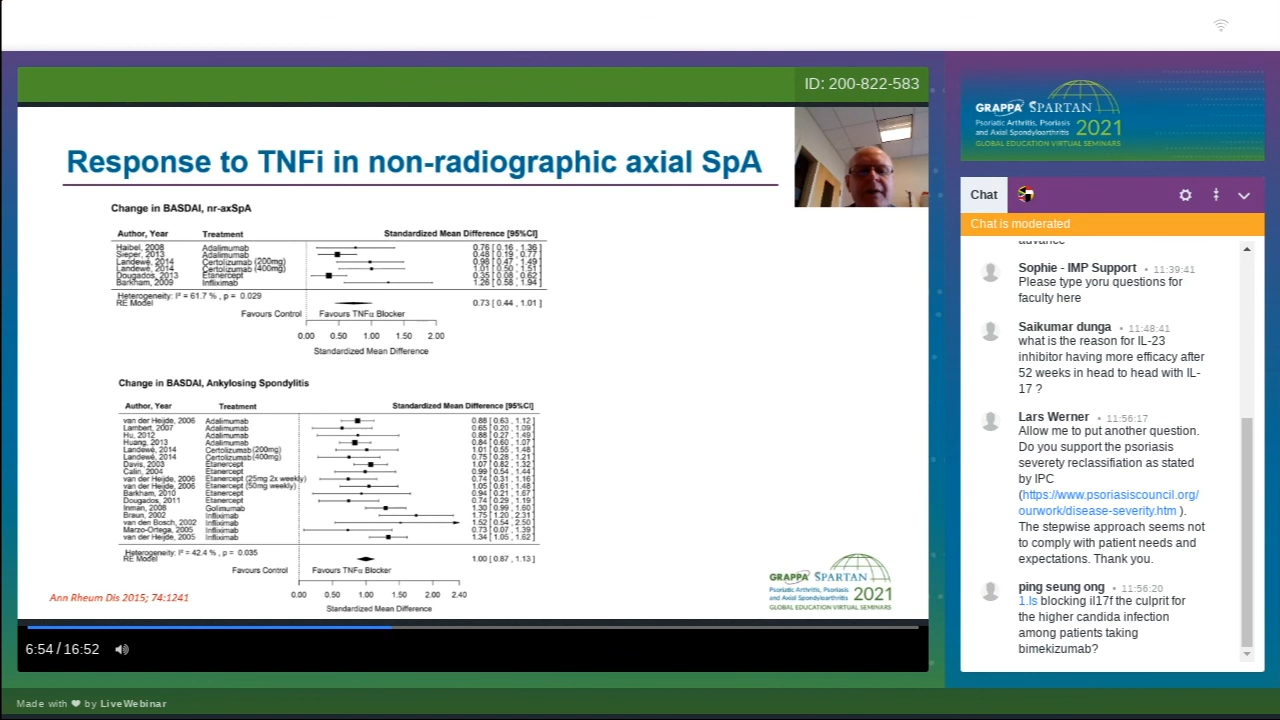 ID: 200-822-583
Response to TNFi in non-radiographic axial SpA
Change in BASDAI, nr-axSpA
Author, Year Treatment Standardized Mean Difference [95%CI]
Haibel, 2008 Adalimumab 0.76 [ 0.16 , 1.36 ]
Sieper, 2013 Adalimumab 0.48 [ 0.19 , 0.77 ]
Landewé, 2014 Certolizumab (200mg) 0.98 [ 0.47 , 1.49 ]
Landewé, 2014 Certolizumab (400mg) 1.01 [ 0.50 , 1.51 ]
Dougados, 2013 Etanercept 0.35 [ 0.08 , 0.62 ]
Barkham, 2009 Infliximab 1.26 [ 0.58 , 1.94 ]
Heterogeneity: I² = 61.7 % , p = 0.029
RE Model 0.73 [ 0.44 , 1.01 ]
Favours Control Favours TNFα Blocker
0.00 0.50 1.00 1.50 2.00
Standardized Mean Difference
Change in BASDAI, Ankylosing Spondylitis
Author, Year Treatment Standardized Mean Difference [95%CI]
van der Heijde, 2006 Adalimumab 0.88 [ 0.63 , 1.12 ]
Lambert, 2007 Adalimumab 0.65 [ 0.20 , 1.09 ]
Hu, 2012 Adalimumab 0.88 [ 0.27 , 1.49 ]
Huang, 2013 Adalimumab 0.84 [ 0.60 , 1.07 ]
Landewé, 2014 Certolizumab (200mg) 1.01 [ 0.55 , 1.48 ]
Landewé, 2014 Certolizumab (400mg) 0.75 [ 0.28 , 1.21 ]
Davis, 2003 Etanercept 1.07 [ 0.82 , 1.32 ]
Calin, 2004 Etanercept 0.99 [ 0.54 , 1.44 ]
van der Heijde, 2006 Etanercept (25mg 2x weekly) 0.74 [ 0.31 , 1.16 ]
van der Heijde, 2006 Etanercept (50mg weekly) 1.05 [ 0.61 , 1.48 ]
Barkham, 2010 Etanercept 0.94 [ 0.21 , 1.67 ]
Dougados, 2011 Etanercept 0.74 [ 0.29 , 1.19 ]
Inman, 2008 Golimumab 1.30 [ 0.99 , 1.60 ]
Braun, 2002 Infliximab 1.75 [ 1.20 , 2.31 ]
van den Bosch, 2002 Infliximab 1.52 [ 0.54 , 2.50 ]
Marzo-Ortega, 2005 Infliximab 0.73 [ 0.07 , 1.39 ]
van der Heijde, 2005 Infliximab 1.34 [ 1.05 , 1.62 ]
Heterogeneity: I² = 42.4 % , p = 0.035
RE Model 1.00 [ 0.87 , 1.13 ]
Favours Control Favours TNFα Blocker
0.00 0.50 1.00 1.50 2.00 2.40
Standardized Mean Difference
Ann Rheum Dis 2015; 74:1241
GRAPPA SPARTAN
Psoriatic Arthritis, Psoriasis
and Axial Spondyloarthritis 2021
GLOBAL EDUCATION VIRTUAL SEMINARS
6:54 / 16:52
Made with ❤ by LiveWebinar
GRAPPA SPARTAN
Psoriatic Arthritis, Psoriasis
and Axial Spondyloarthritis 2021
GLOBAL EDUCATION VIRTUAL SEMINARS
Chat
Chat is moderated
advance
Sophie - IMP Support • 11:39:41
Please type yoru questions for
faculty here
Saikumar dunga • 11:48:41
what is the reason for IL-23
inhibitor having more efficacy after
52 weeks in head to head with IL-
17 ?
Lars Werner • 11:56:17
Allow me to put another question.
Do you support the psoriasis
severety reclassifiation as stated
by IPC
(https://www.psoriasiscouncil.org/
ourwork/disease-severity.htm ).
The stepwise approach seems not
to comply with patient needs and
expectations. Thank you.
ping seung ong • 11:56:20
1.Is blocking il17f the culprit for
the higher candida infection
among patients taking
bimekizumab?